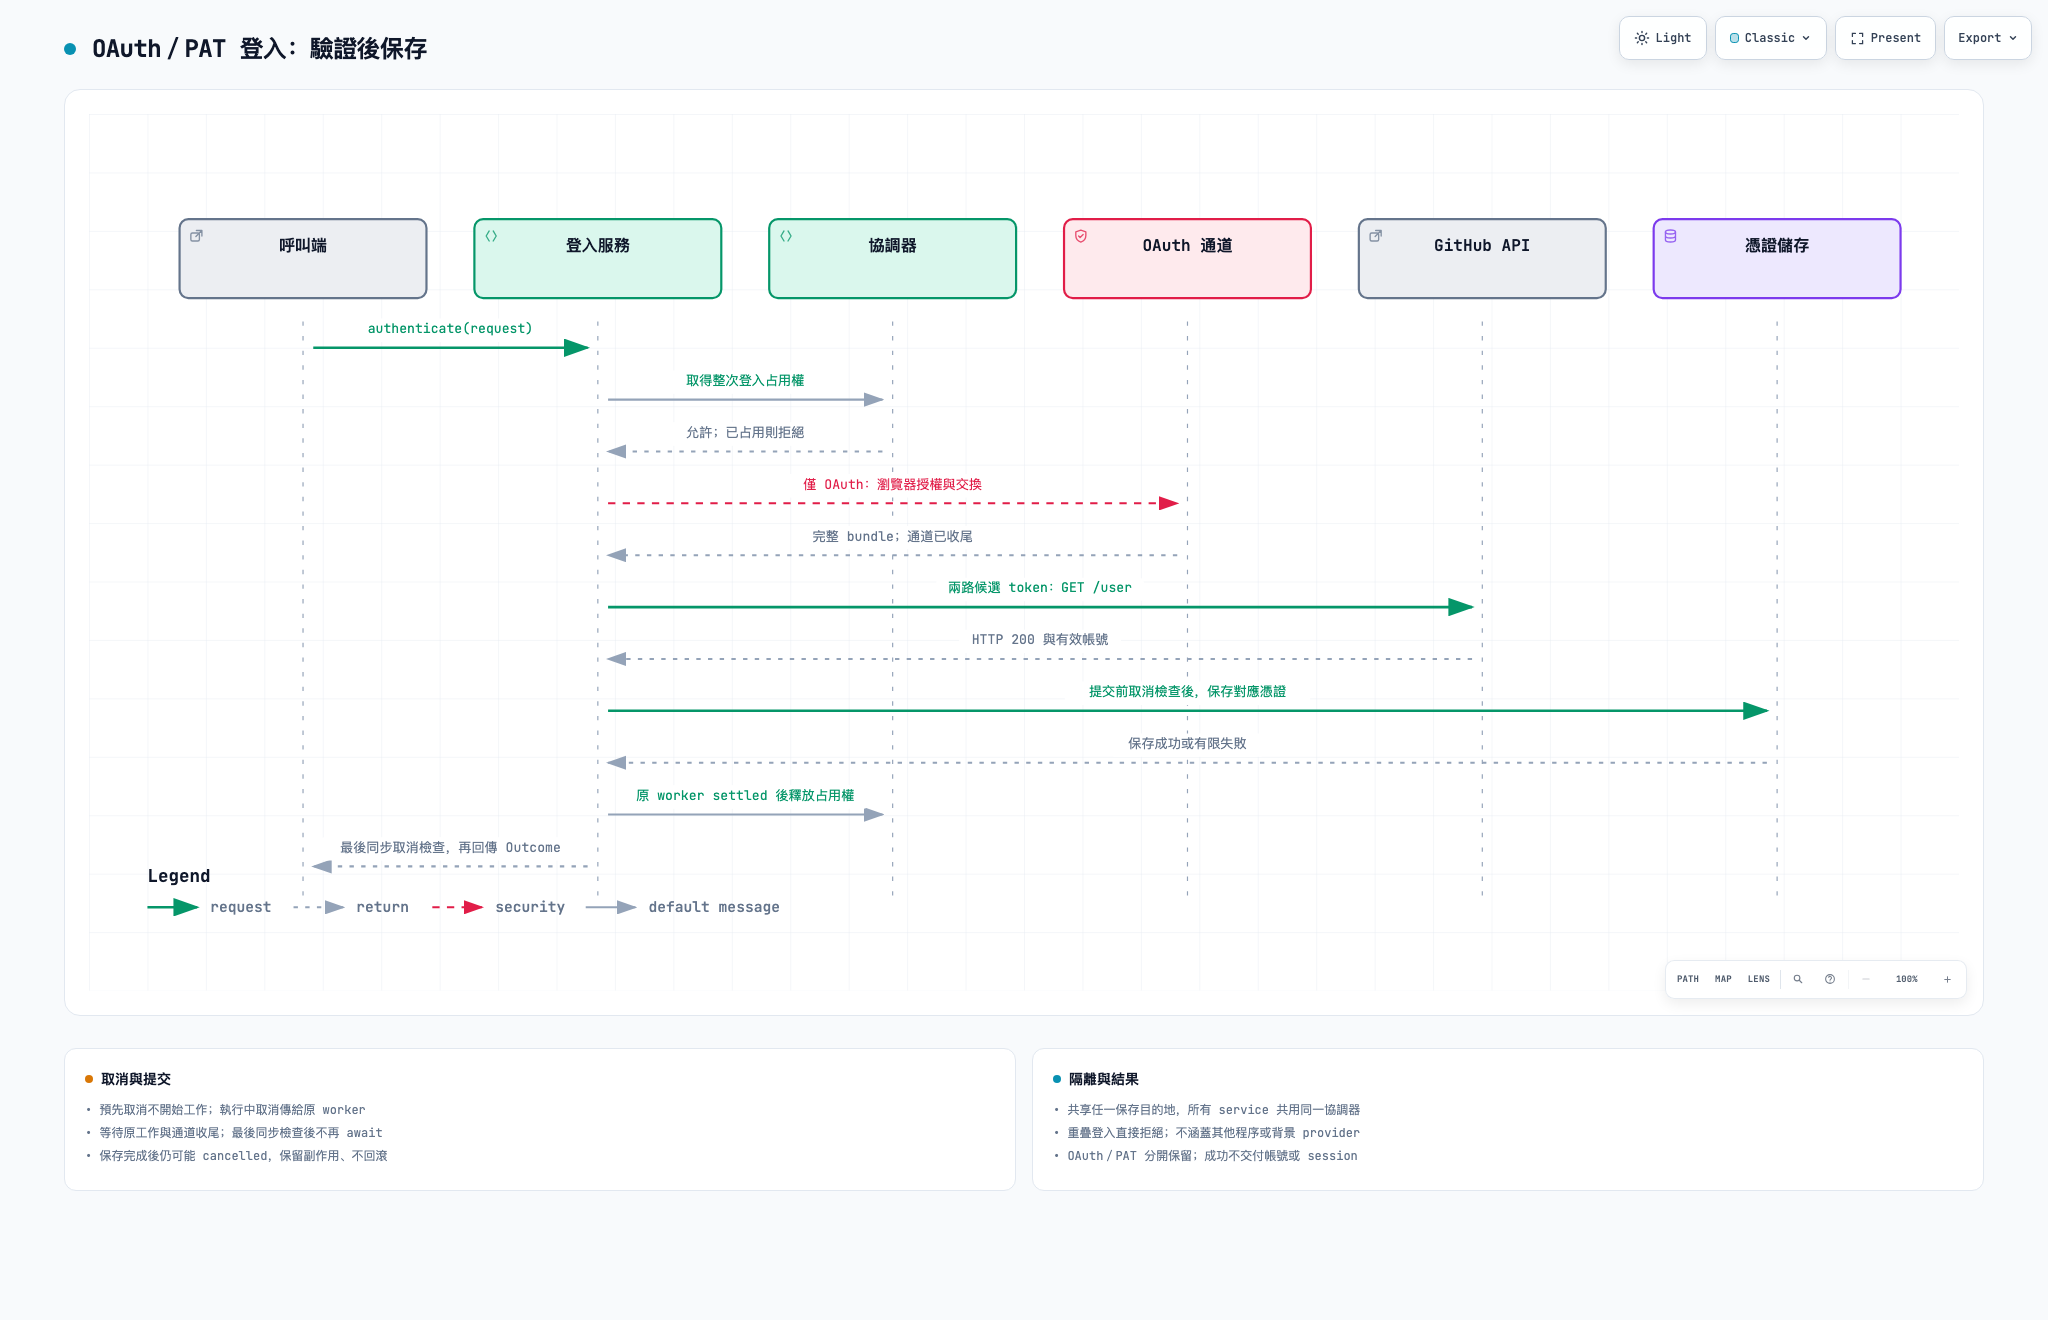 OAuth / PAT 登入：驗證後保存
Light
Classic
Present
Export
呼叫端
登入服務
協調器
OAuth 通道
GitHub API
憑證儲存
authenticate(request)
取得整次登入占用權
允許；已占用則拒絕
僅 OAuth：瀏覽器授權與交換
完整 bundle；通道已收尾
兩路候選 token：GET /user
HTTP 200 與有效帳號
提交前取消檢查後，保存對應憑證
保存成功或有限失敗
原 worker settled 後釋放占用權
最後同步取消檢查，再回傳 Outcome
Legend
request
return
security
default message
PATH
MAP
LENS
100%
取消與提交
• 預先取消不開始工作；執行中取消傳給原 worker
• 等待原工作與通道收尾；最後同步檢查後不再 await
• 保存完成後仍可能 cancelled，保留副作用、不回滾
隔離與結果
• 共享任一保存目的地，所有 service 共用同一協調器
• 重疊登入直接拒絕；不涵蓋其他程序或背景 provider
• OAuth / PAT 分開保留；成功不交付帳號或 session